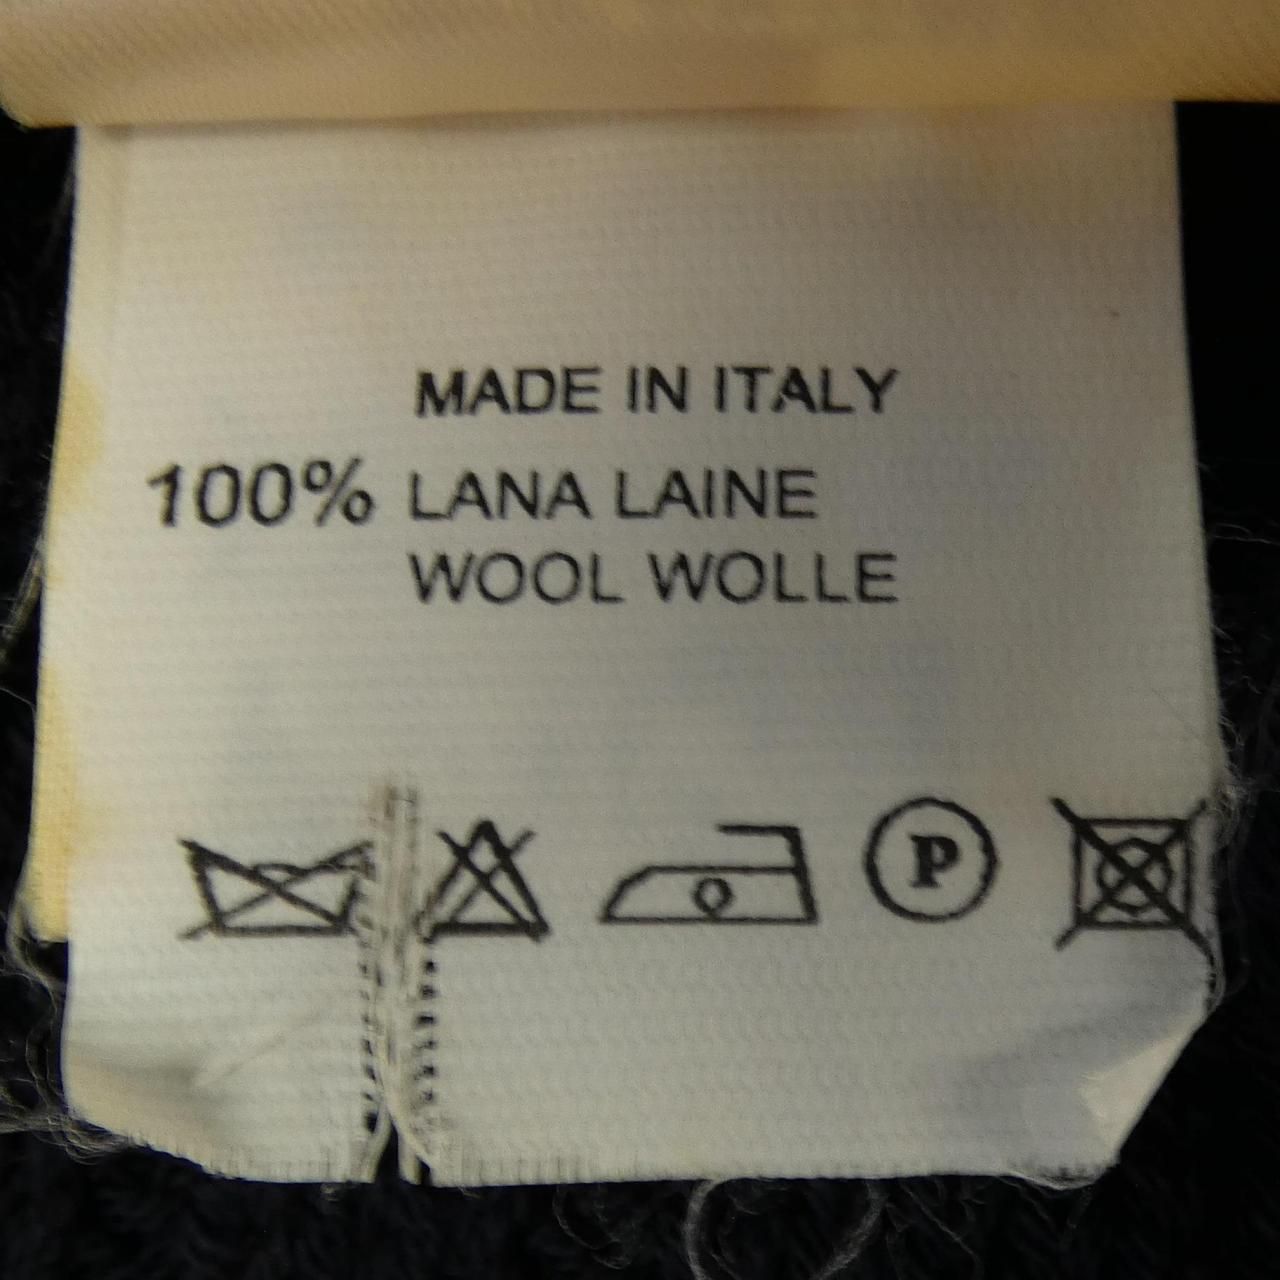 MADE IN ITALY
100% LANA LAINE
WOOL WOLLE
P